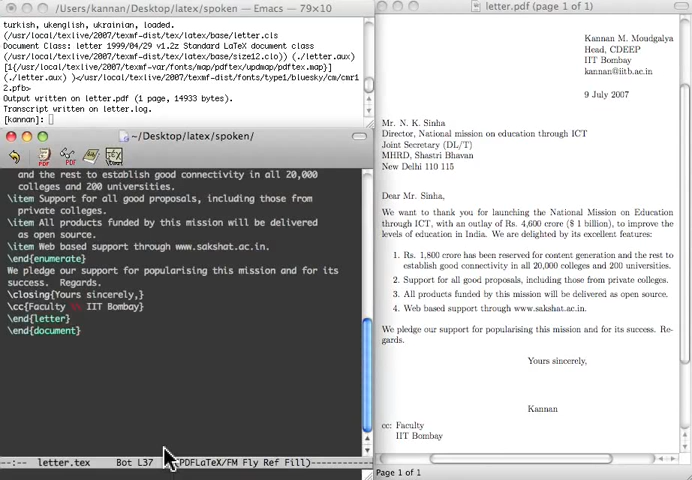 /Users/kannan/Desktop/latex/spoken — Emacs — 79×10
turkish, ukenglish, ukrainian, loaded.
(/usr/local/texlive/2007/texmf-dist/tex/latex/base/letter.cls
Document Class: letter 1999/04/29 v1.2z Standard LaTeX document class
(/usr/local/texlive/2007/texmf-dist/tex/latex/base/size12.clo)) (./letter.aux)
[1{/usr/local/texlive/2007/texmf-var/fonts/map/pdftex/updmap/pdftex.map}]
(./letter.aux) )</usr/local/texlive/2007/texmf-dist/fonts/type1/bluesky/cm/cmr1
2.pfb>
Output written on letter.pdf (1 page, 14933 bytes).
Transcript written on letter.log.
[kannan]:
~/Desktop/latex/spoken/
and the rest to establish good connectivity in all 20,000
colleges and 200 universities.
\item Support for all good proposals, including those from
private colleges.
\item All products funded by this mission will be delivered
as open source.
\item Web based support through www.sakshat.ac.in.
\end{enumerate}
We pledge our support for popularising this mission and for its
success. Regards.
\closing{Yours sincerely,}
\cc{Faculty \\ IIT Bombay}
\end{letter}
\end{document}
--:-- letter.tex Bot L37 (PDFLaTeX/FM Fly Ref Fill)
letter.pdf (page 1 of 1)
Kannan M. Moudgalya
Head, CDEEP
IIT Bombay
kannan@iitb.ac.in
9 July 2007
Mr. N. K. Sinha
Director, National mission on education through ICT
Joint Secretary (DL/T)
MHRD, Shastri Bhavan
New Delhi 110 115
Dear Mr. Sinha,
We want to thank you for launching the National Mission on Education
through ICT, with an outlay of Rs. 4,600 crore ($ 1 billion), to improve the
levels of education in India. We are delighted by its excellent features:
1. Rs. 1,800 crore has been reserved for content generation and the rest to
establish good connectivity in all 20,000 colleges and 200 universities.
2. Support for all good proposals, including those from private colleges.
3. All products funded by this mission will be delivered as open source.
4. Web based support through www.sakshat.ac.in.
We pledge our support for popularising this mission and for its success. Re-
gards.
Yours sincerely,
Kannan
cc: Faculty
IIT Bombay
Page 1 of 1